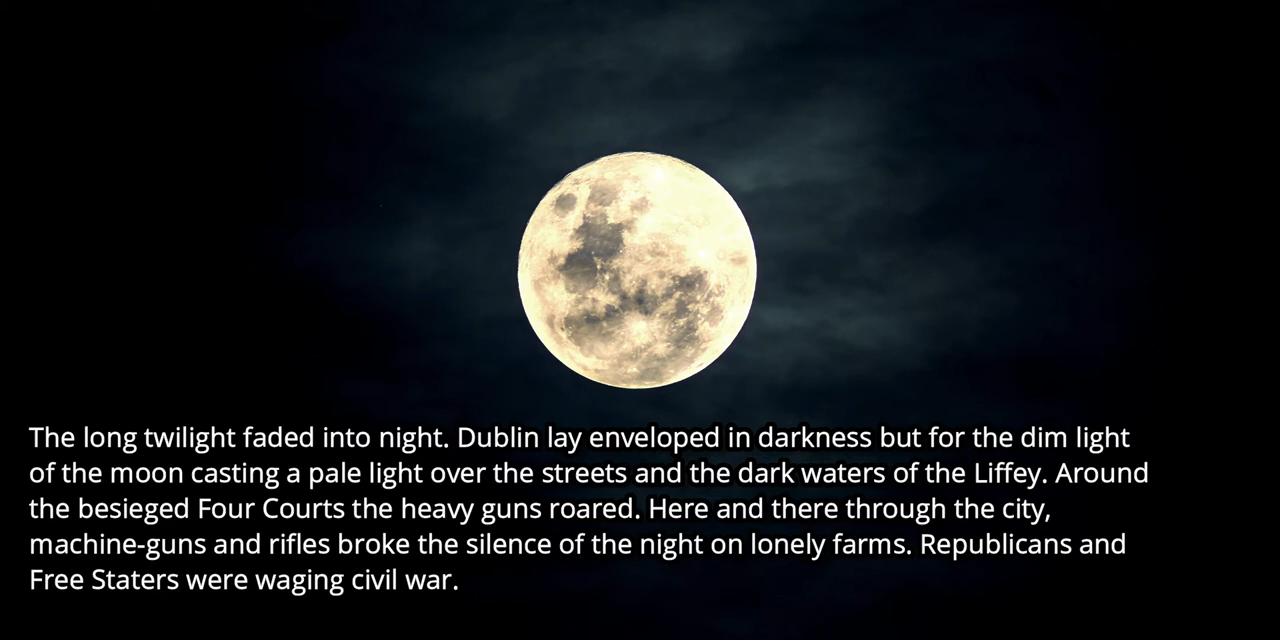 The long twilight faded into night. Dublin lay enveloped in darkness but for the dim light
of the moon casting a pale light over the streets and the dark waters of the Liffey. Around
the besieged Four Courts the heavy guns roared. Here and there through the city,
machine-guns and rifles broke the silence of the night on lonely farms. Republicans and
Free Staters were waging civil war.